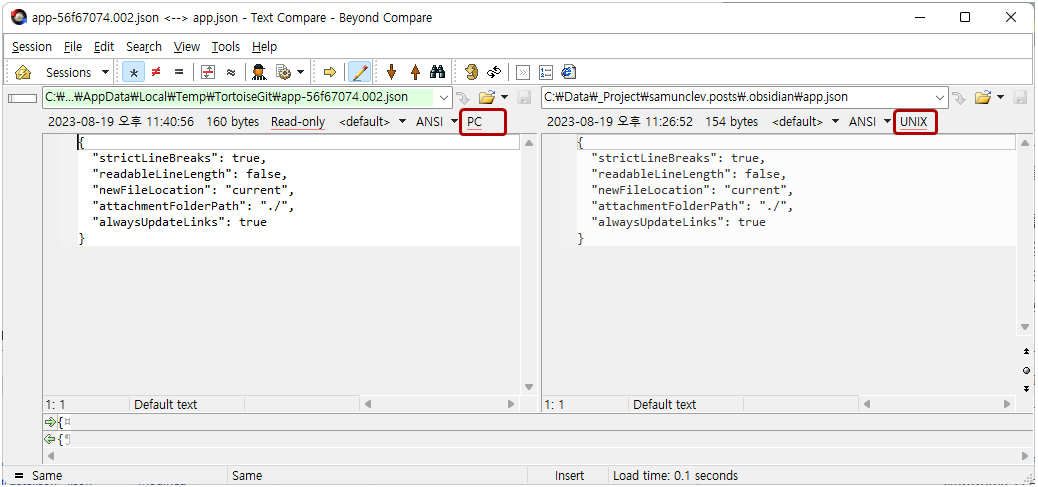 app-56f67074.002.json <--> app.json - Text Compare - Beyond Compare
Session File Edit Search View Tools Help
Sessions
C:₩...₩AppData₩Local₩Temp₩TortoiseGit₩app-56f67074.002.json
C:₩Data₩_Project₩samunclev.posts₩.obsidian₩app.json
2023-08-19 오후 11:40:56 160 bytes Read-only <default> ANSI PC
2023-08-19 오후 11:26:52 154 bytes <default> ANSI UNIX
{
"strictLineBreaks": true,
"readableLineLength": false,
"newFileLocation": "current",
"attachmentFolderPath": "./",
"alwaysUpdateLinks": true
}
{
"strictLineBreaks": true,
"readableLineLength": false,
"newFileLocation": "current",
"attachmentFolderPath": "./",
"alwaysUpdateLinks": true
}
1: 1 Default text
1: 1 Default text
{¤
{¶
= Same Same Insert Load time: 0.1 seconds